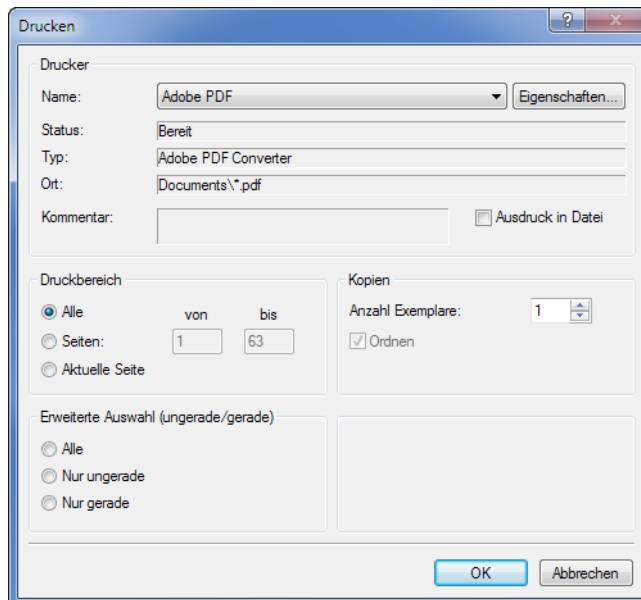 Drucken
Drucker
Name: Adobe PDF Eigenschaften...
Status: Bereit
Typ: Adobe PDF Converter
Ort: Documents\*.pdf
Kommentar: Ausdruck in Datei
Druckbereich
Alle von bis
Seiten: 1 63
Aktuelle Seite
Kopien
Anzahl Exemplare: 1
Ordnen
Erweiterte Auswahl (ungerade/gerade)
Alle
Nur ungerade
Nur gerade
OK Abbrechen